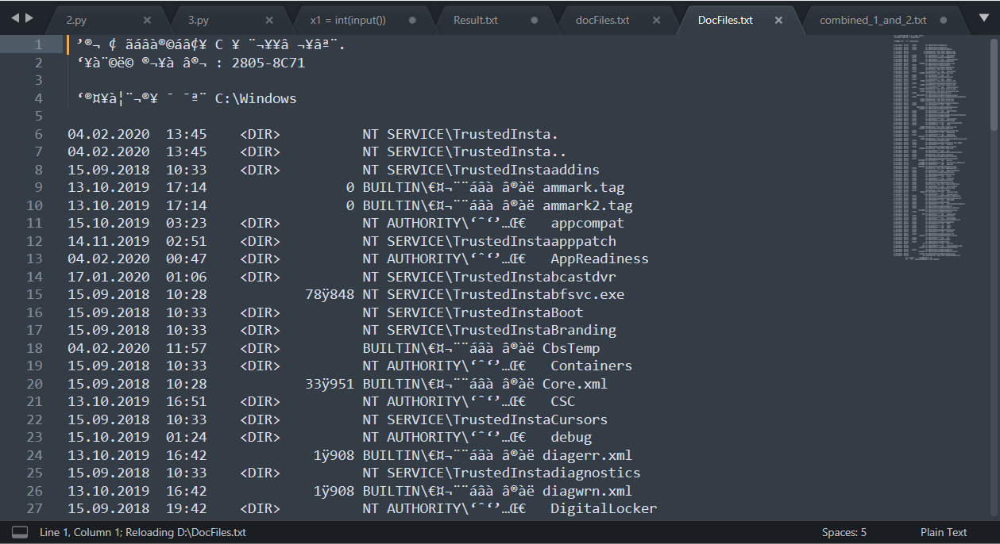 2.py
3.py
x1 = int(input())
Result.txt
docFiles.txt
DocFiles.txt
combined_1_and_2.txt
1 ’®¬ ¢ ãáâà®©áâ¢¥ C ­¥ ¨¬¥¥â ¬¥âª¨.
2 ‘¥à¨©­ë© ­®¬¥à â®¬ : 2805-8C71
3
4 ‘®¤¥à¦¨¬®¥ ¯ ¯ª¨ C:\Windows
5
6 04.02.2020 13:45 <DIR> NT SERVICE\TrustedInsta.
7 04.02.2020 13:45 <DIR> NT SERVICE\TrustedInsta..
8 15.09.2018 10:33 <DIR> NT SERVICE\TrustedInstaaddins
9 13.10.2019 17:14 0 BUILTIN\€¤¬¨­¨áâà â®àë ammark.tag
10 13.10.2019 17:14 0 BUILTIN\€¤¬¨­¨áâà â®àë ammark2.tag
11 15.10.2019 03:23 <DIR> NT AUTHORITY\‘ˆ‘’…Œ€ appcompat
12 14.11.2019 02:51 <DIR> NT SERVICE\TrustedInstaapppatch
13 04.02.2020 00:47 <DIR> NT AUTHORITY\‘ˆ‘’…Œ€ AppReadiness
14 17.01.2020 01:06 <DIR> NT SERVICE\TrustedInstabcastdvr
15 15.09.2018 10:28 78ÿ848 NT SERVICE\TrustedInstabfsvc.exe
16 15.09.2018 10:33 <DIR> NT SERVICE\TrustedInstaBoot
17 15.09.2018 10:33 <DIR> NT SERVICE\TrustedInstaBranding
18 04.02.2020 11:57 <DIR> BUILTIN\€¤¬¨­¨áâà â®àë CbsTemp
19 15.09.2018 10:33 <DIR> NT AUTHORITY\‘ˆ‘’…Œ€ Containers
20 15.09.2018 10:28 33ÿ951 BUILTIN\€¤¬¨­¨áâà â®àë Core.xml
21 13.10.2019 16:51 <DIR> NT AUTHORITY\‘ˆ‘’…Œ€ CSC
22 15.09.2018 10:33 <DIR> NT SERVICE\TrustedInstaCursors
23 15.10.2019 01:24 <DIR> NT AUTHORITY\‘ˆ‘’…Œ€ debug
24 13.10.2019 16:42 1ÿ908 BUILTIN\€¤¬¨­¨áâà â®àë diagerr.xml
25 15.09.2018 10:33 <DIR> NT SERVICE\TrustedInstadiagnostics
26 13.10.2019 16:42 1ÿ908 BUILTIN\€¤¬¨­¨áâà â®àë diagwrn.xml
27 15.09.2018 19:42 <DIR> NT AUTHORITY\‘ˆ‘’…Œ€ DigitalLocker
Line 1, Column 1; Reloading D:\DocFiles.txt
Spaces: 5
Plain Text